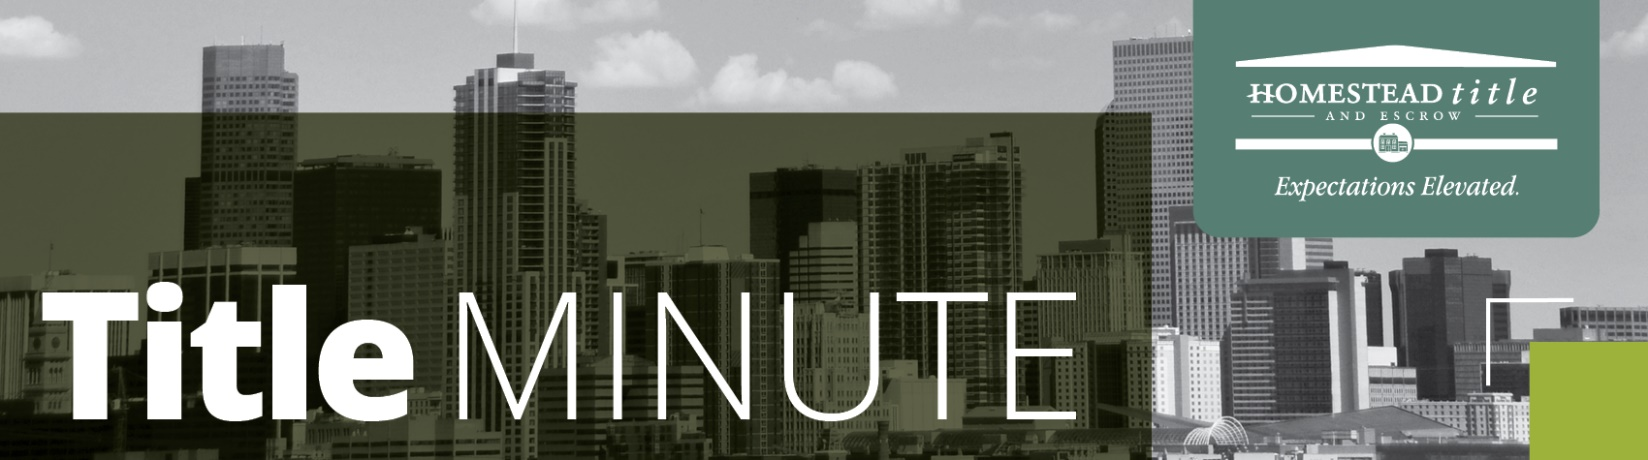 HOMESTEAD title
AND ESCROW
Expectations Elevated.
Title MINUTE